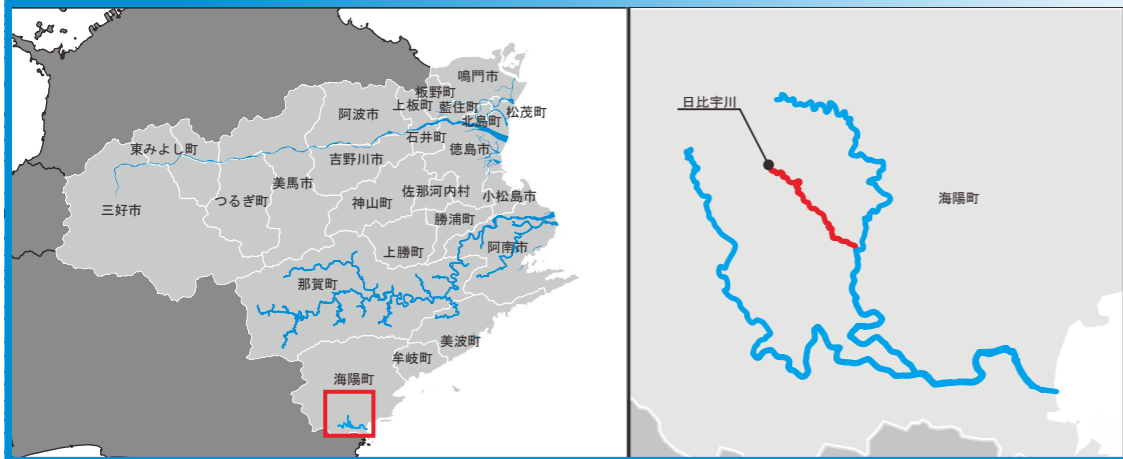 鳴門市
板野町
上板町
藍住町
松茂町
北島町
阿波市
石井町
徳島市
東みよし町
吉野川市
美馬市
佐那河内村
小松島市
三好市
つるぎ町
神山町
勝浦町
阿南市
上勝町
那賀町
美波町
牟岐町
海陽町
日比宇川
海陽町